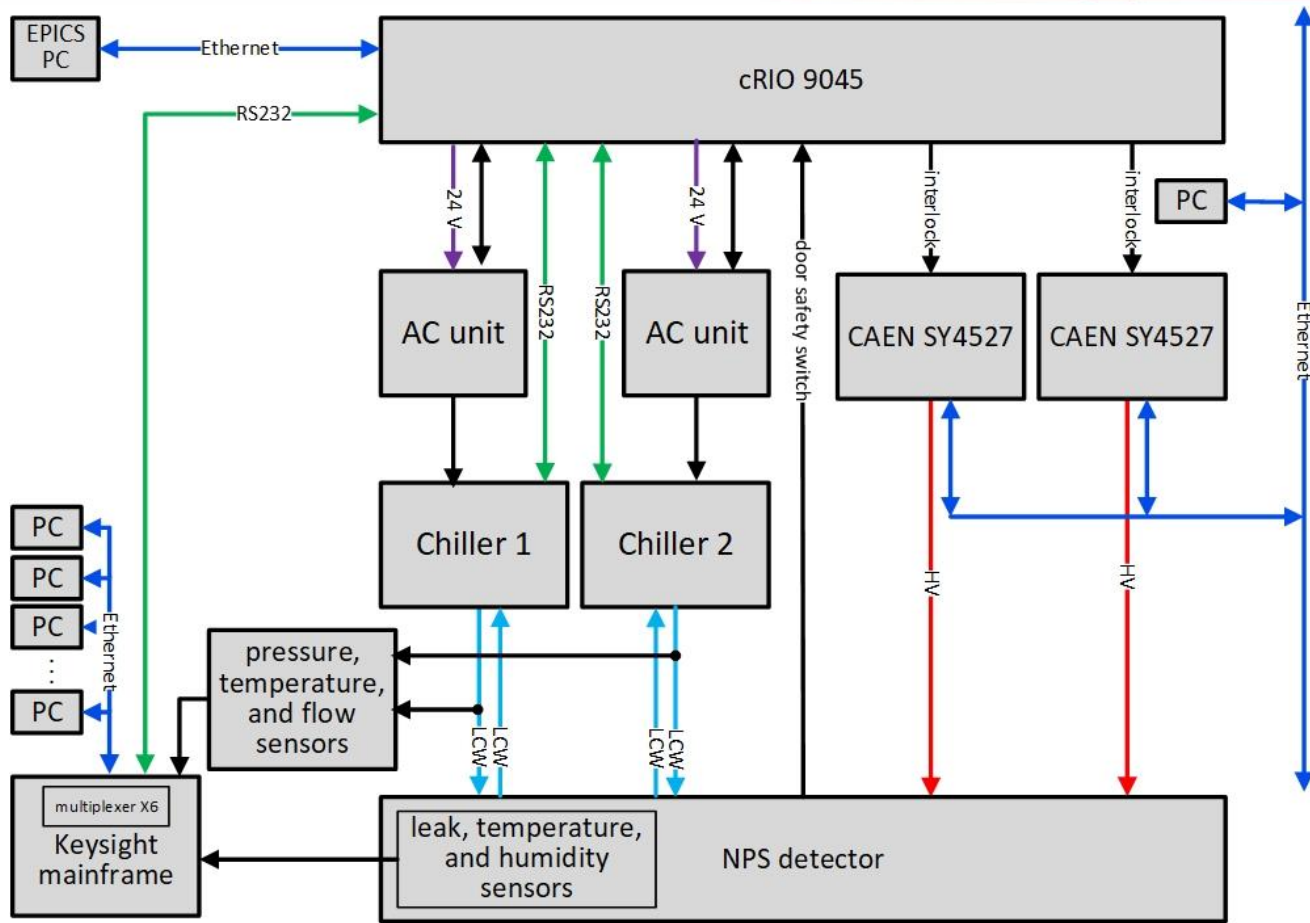 EPICS
PC
Ethernet
cRIO 9045
RS232
24 V
24 V
interlock
interlock
PC
door safety switch
RS232
RS232
AC unit
AC unit
CAEN SY4527
CAEN SY4527
Ethernet
Chiller 1
Chiller 2
PC
PC
PC
...
PC
Ethernet
HV
HV
pressure,
temperature,
and flow
sensors
LCW
LCW
LCW
LCW
multiplexer X6
Keysight
mainframe
leak, temperature,
and humidity
sensors
NPS detector